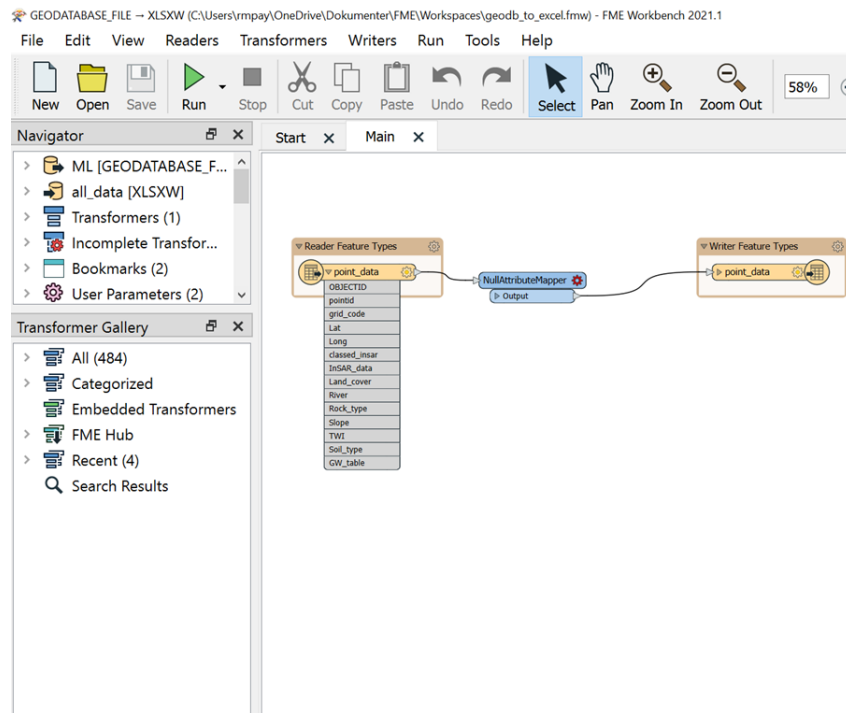 GEODATABASE_FILE → XLSXW (C:\Users\rmpay\OneDrive\Dokumenter\FME\Workspaces\geodb_to_excel.fmw) - FME Workbench 2021.1
File Edit View Readers Transformers Writers Run Tools Help
New Open Save Run Stop Cut Copy Paste Undo Redo Select Pan Zoom In Zoom Out 58%
Navigator
ML [GEODATABASE_F...
all_data [XLSXW]
Transformers (1)
Incomplete Transfor...
Bookmarks (2)
User Parameters (2)
Transformer Gallery
All (484)
Categorized
Embedded Transformers
FME Hub
Recent (4)
Search Results
Start Main
Reader Feature Types
point_data
OBJECTID
pointid
grid_code
Lat
Long
classed_insar
InSAR_data
Land_cover
River
Rock_type
Slope
TWI
Soil_type
GW_table
NullAttributeMapper
Output
Writer Feature Types
point_data